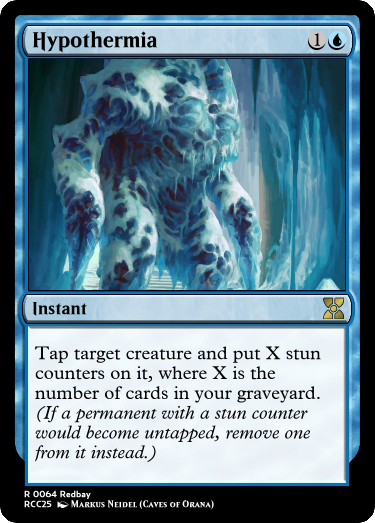 Hypothermia 1
Instant
Tap target creature and put X stun
counters on it, where X is the
number of cards in your graveyard.
(If a permanent with a stun counter
would become untapped, remove one
from it instead.)
R 0064 Redbay
RCC25 Markus Neidel (Caves of Orana)